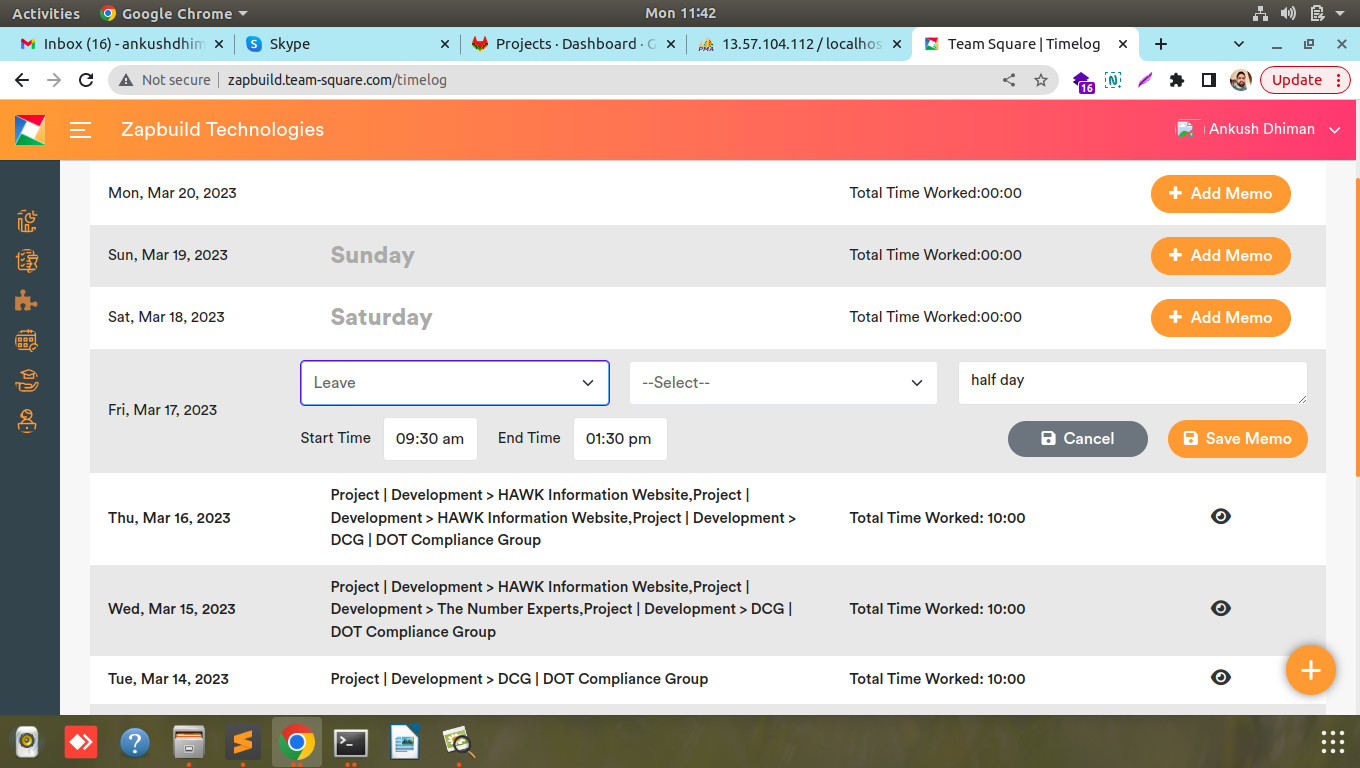 Activities Google Chrome Mon 11:42
Inbox (16) - ankushdhim Skype Projects · Dashboard · G 13.57.104.112 / localhos Team Square | Timelog
Not secure zapbuild.team-square.com/timelog 16 Update
Zapbuild Technologies Ankush Dhiman
Mon, Mar 20, 2023 Total Time Worked:00:00 Add Memo
Sun, Mar 19, 2023 Sunday Total Time Worked:00:00 Add Memo
Sat, Mar 18, 2023 Saturday Total Time Worked:00:00 Add Memo
Leave --Select-- half day
Fri, Mar 17, 2023
Start Time 09:30 am End Time 01:30 pm Cancel Save Memo
Project | Development > HAWK Information Website,Project |
Thu, Mar 16, 2023 Development > HAWK Information Website,Project | Development > Total Time Worked: 10:00
DCG | DOT Compliance Group
Project | Development > HAWK Information Website,Project |
Wed, Mar 15, 2023 Development > The Number Experts,Project | Development > DCG | Total Time Worked: 10:00
DOT Compliance Group
Tue, Mar 14, 2023 Project | Development > DCG | DOT Compliance Group Total Time Worked: 10:00